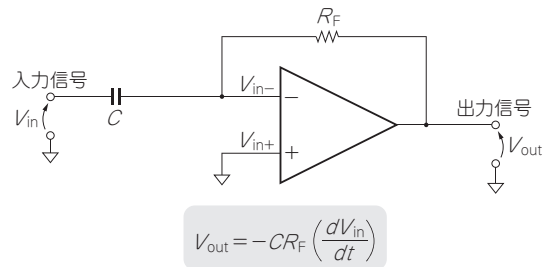 R_F
入力信号
V_in
C
V_in−
−
V_in+
+
出力信号
V_out
V_out = −CR_F (dV_in/dt)